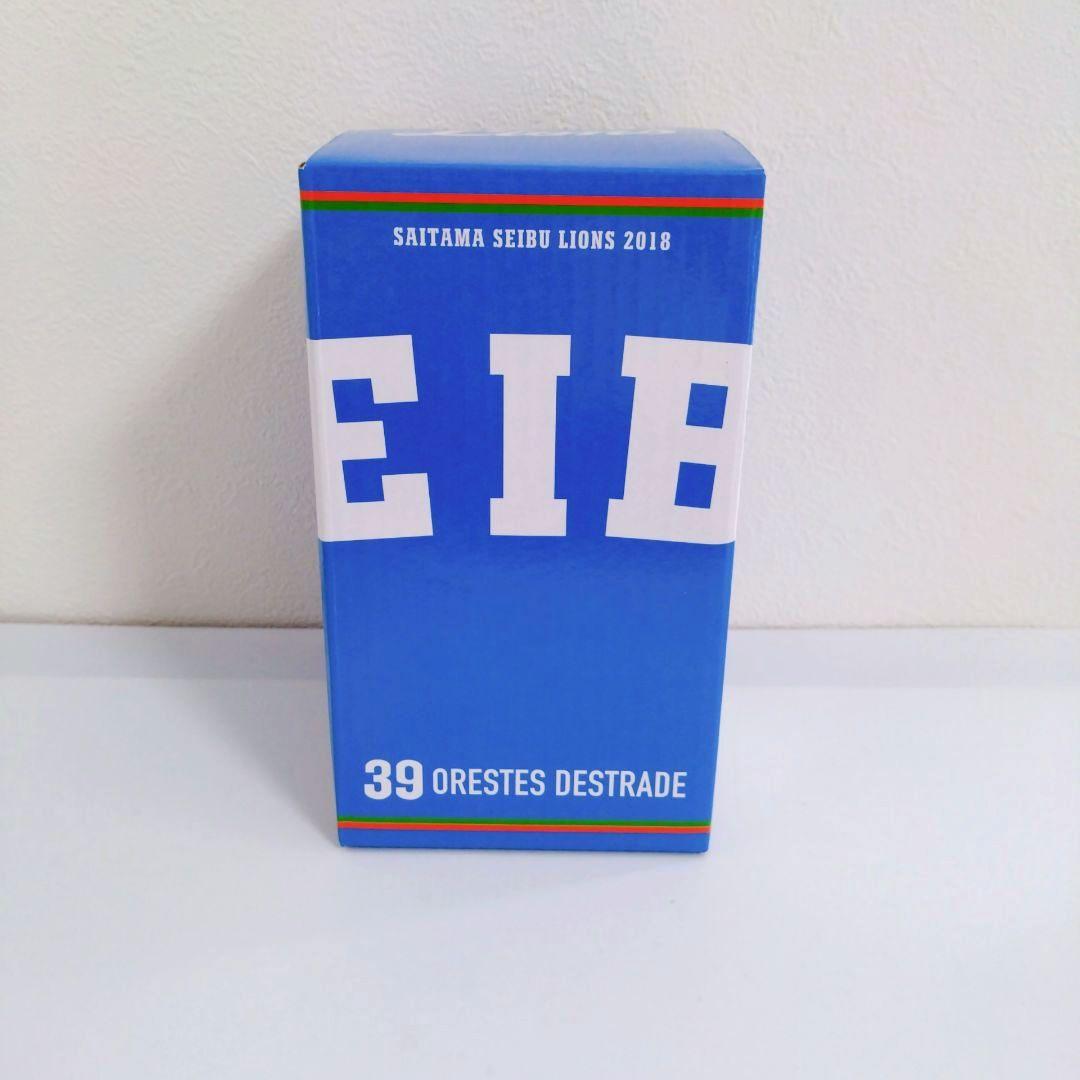 SAITAMA SEIBU LIONS 2018
EIB
39 ORESTES DESTRADE